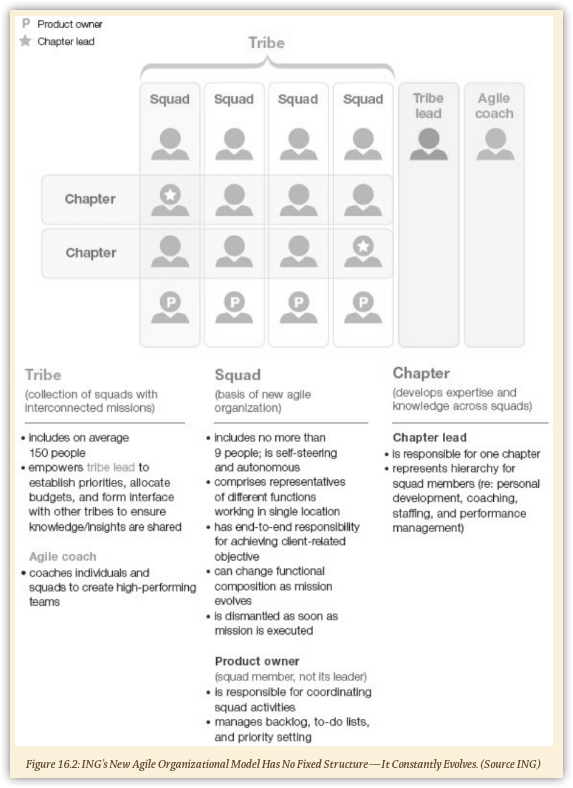 P Product owner
★ Chapter lead
Tribe
Squad Squad Squad Squad
Tribe
lead
Agile
coach
Chapter
Chapter
P P P P
Tribe
(collection of squads with
interconnected missions)
• includes on average
150 people
• empowers tribe lead to
establish priorities, allocate
budgets, and form interface
with other tribes to ensure
knowledge/insights are shared
Agile coach
• coaches individuals and
squads to create high-performing
teams
Squad
(basis of new agile
organization)
• includes no more than
9 people; is self-steering
and autonomous
• comprises representatives
of different functions
working in single location
• has end-to-end responsibility
for achieving client-related
objective
• can change functional
composition as mission
evolves
• is dismantled as soon as
mission is executed
Product owner
(squad member, not its leader)
• is responsible for coordinating
squad activities
• manages backlog, to-do lists,
and priority setting
Chapter
(develops expertise and
knowledge across squads)
Chapter lead
• is responsible for one chapter
• represents hierarchy for
squad members (re: personal
development, coaching,
staffing, and performance
management)
Figure 16.2: ING's New Agile Organizational Model Has No Fixed Structure—It Constantly Evolves. (Source ING)